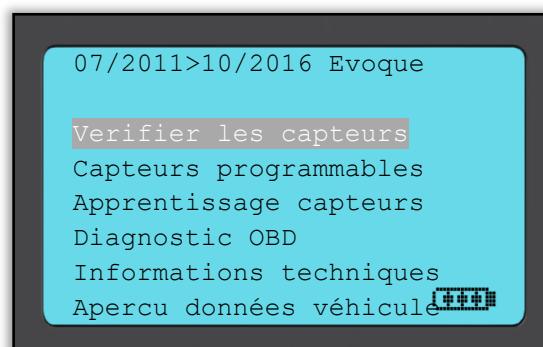 07/2011>10/2016 Evoque
Verifier les capteurs
Capteurs programmables
Apprentissage capteurs
Diagnostic OBD
Informations techniques
Apercu données véhicule